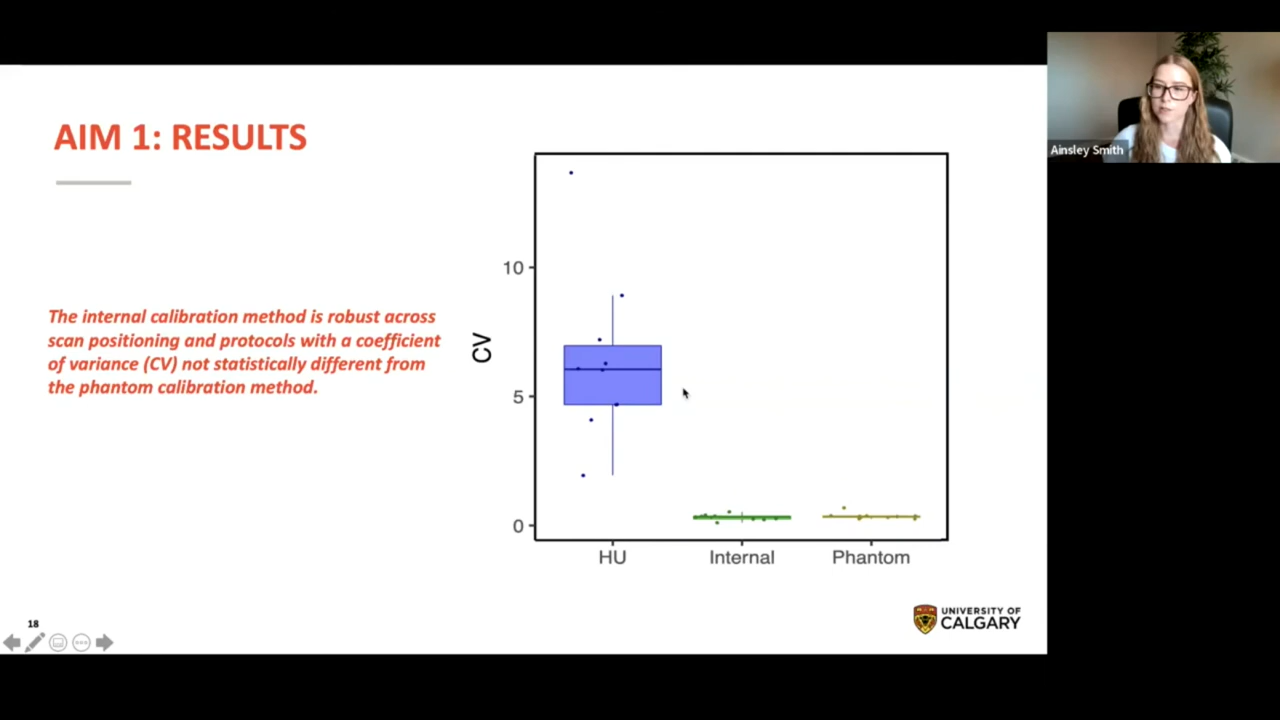 AIM 1: RESULTS
The internal calibration method is robust across
scan positioning and protocols with a coefficient
of variance (CV) not statistically different from
the phantom calibration method.
CV
10
5
0
HU
Internal
Phantom
18
UNIVERSITY OF
CALGARY
Ainsley Smith